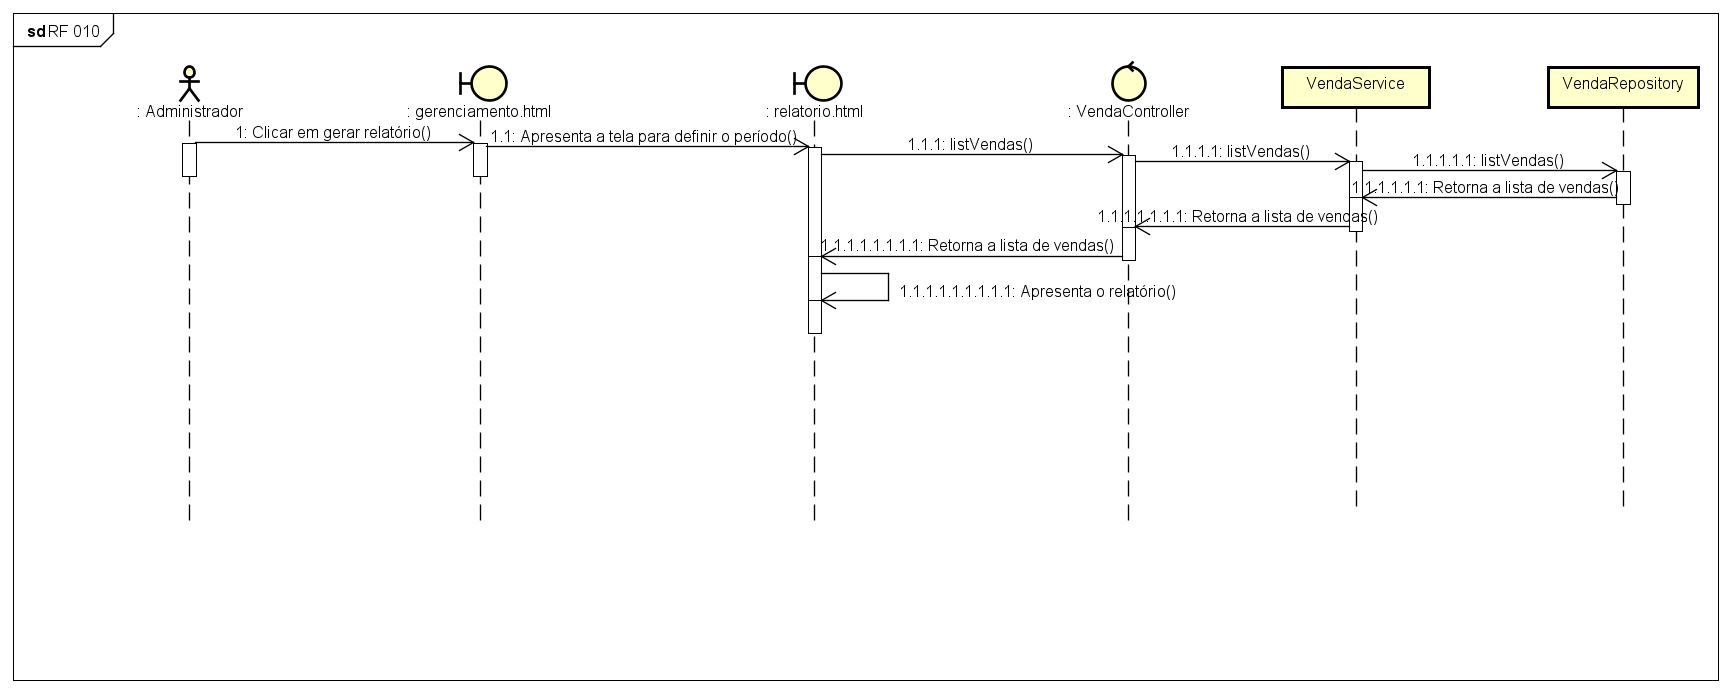 sd RF 010
: Administrador
: gerenciamento.html
: relatorio.html
: VendaController
VendaService
VendaRepository
1: Clicar em gerar relatório()
1.1: Apresenta a tela para definir o período()
1.1.1: listVendas()
1.1.1.1: listVendas()
1.1.1.1.1: listVendas()
1.1.1.1.1.1: Retorna a lista de vendas()
1.1.1.1.1.1.1: Retorna a lista de vendas()
1.1.1.1.1.1.1.1: Retorna a lista de vendas()
1.1.1.1.1.1.1.1.1: Apresenta o relatório()